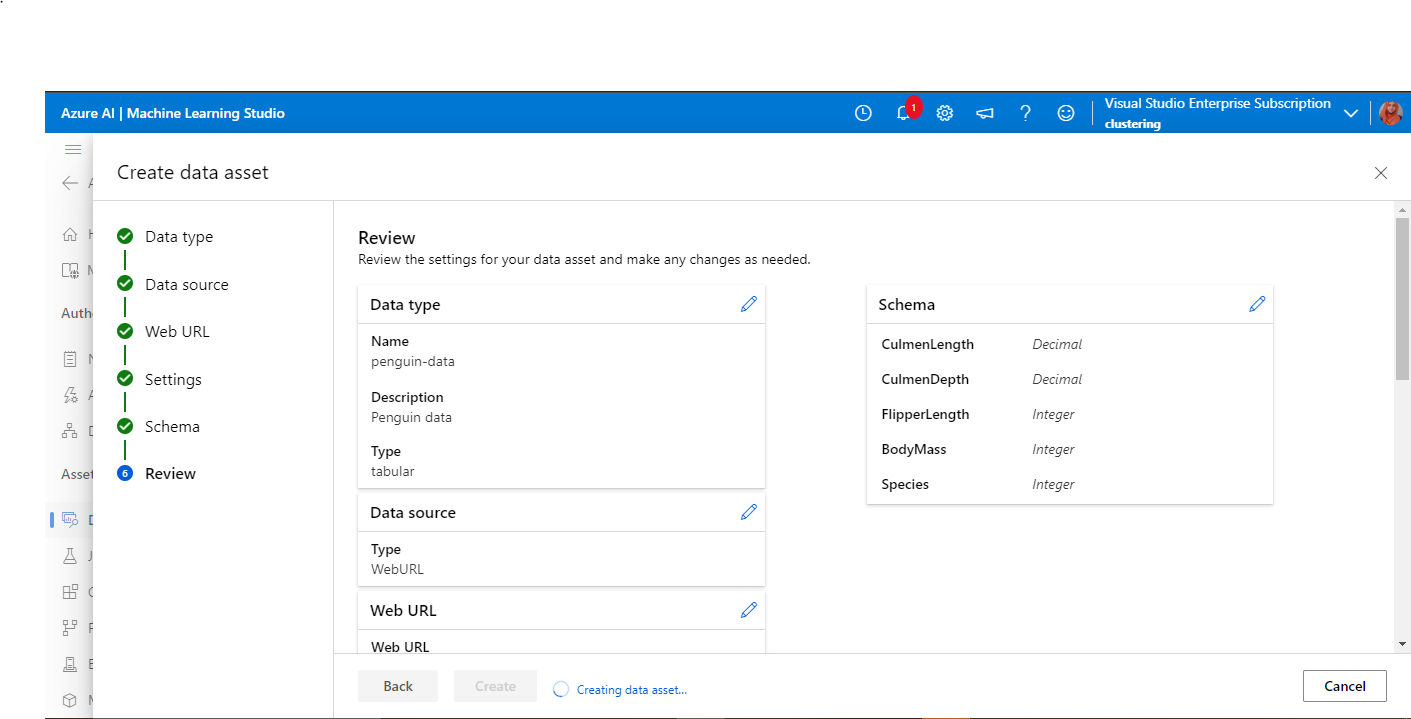 .
Azure AI | Machine Learning Studio
1
Visual Studio Enterprise Subscription
clustering
Create data asset
Data type
Data source
Web URL
Settings
Schema
6 Review
Auth
Asset
Review
Review the settings for your data asset and make any changes as needed.
Data type
Name
penguin-data
Description
Penguin data
Type
tabular
Data source
Type
WebURL
Web URL
Web URL
Schema
CulmenLength Decimal
CulmenDepth Decimal
FlipperLength Integer
BodyMass Integer
Species Integer
Back
Create
Creating data asset...
Cancel